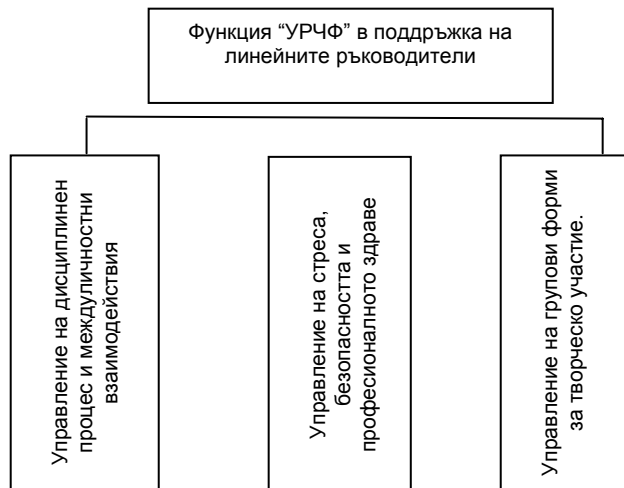 Функция “УРЧФ” в поддръжка на
линейните ръководители
Управление на дисциплинен
процес и междуличностни
взаимодействия
Управление на стреса,
безопасността и
професионалното здраве
Управление на групови форми
за творческо участие.